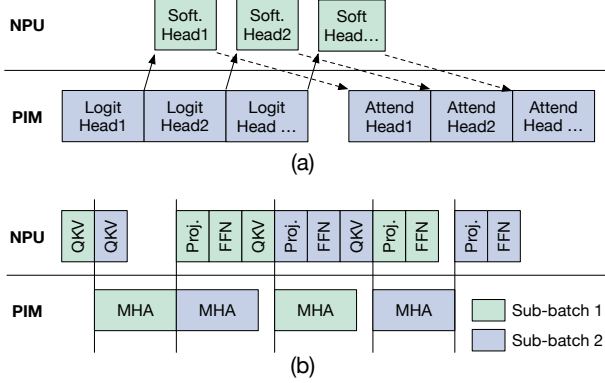 NPU
Soft.
Head1
Soft.
Head2
Soft
Head...
PIM
Logit
Head1
Logit
Head2
Logit
Head ...
Attend
Head1
Attend
Head2
Attend
Head ...
(a)
NPU
QKV
QKV
Proj.
FFN
QKV
Proj.
FFN
QKV
Proj.
FFN
Proj.
FFN
PIM
MHA
MHA
MHA
MHA
Sub-batch 1
Sub-batch 2
(b)